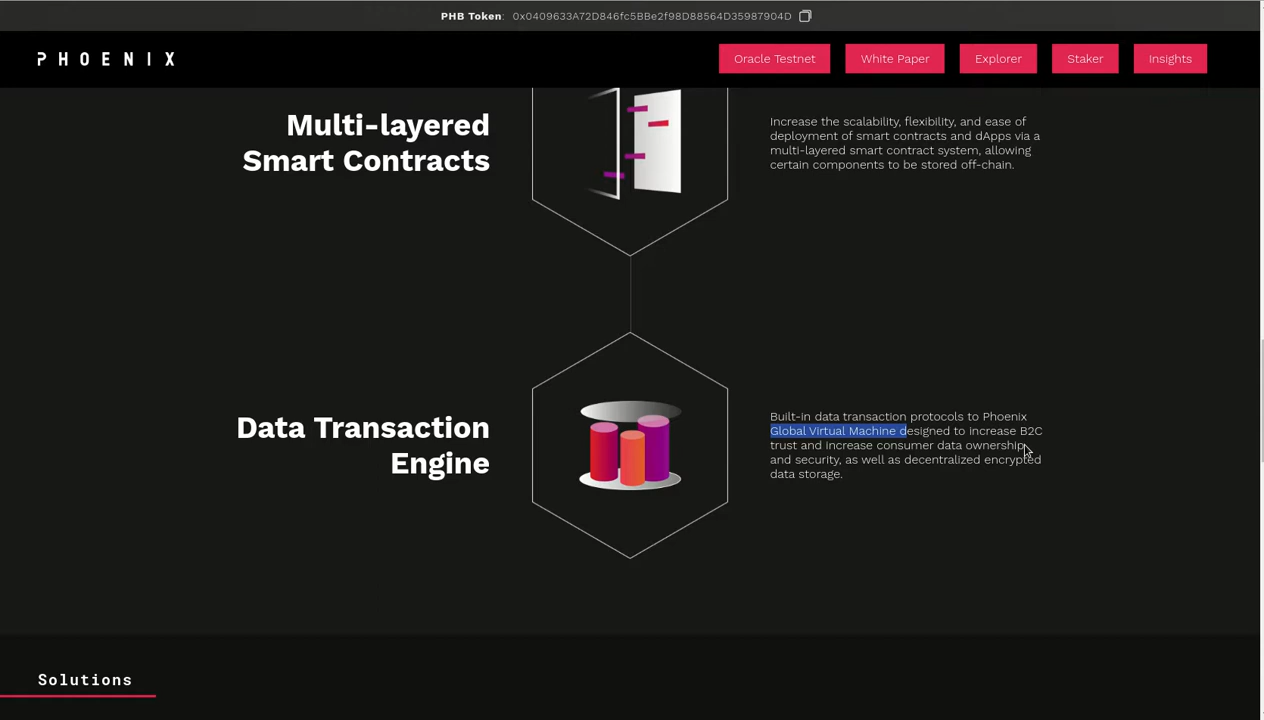 PHB Token: 0x0409633A72D846fc5BBe2f98D88564D35987904D
PHOENIX
Oracle Testnet
White Paper
Explorer
Staker
Insights
Multi-layered
Smart Contracts
Increase the scalability, flexibility, and ease of
deployment of smart contracts and dApps via a
multi-layered smart contract system, allowing
certain components to be stored off-chain.
Data Transaction
Engine
Built-in data transaction protocols to Phoenix
Global Virtual Machine designed to increase B2C
trust and increase consumer data ownership
and security, as well as decentralized encrypted
data storage.
Solutions